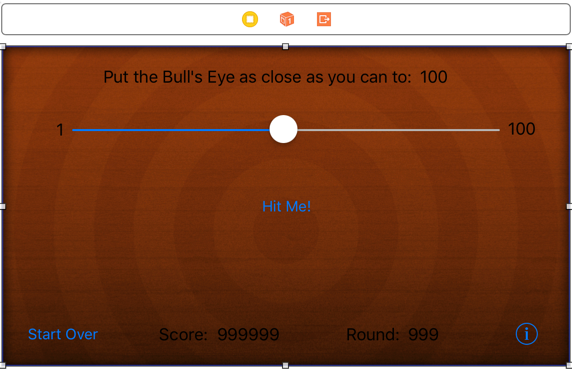 Put the Bull's Eye as close as you can to: 100
1 100
Hit Me!
Start Over Score: 999999 Round: 999 i